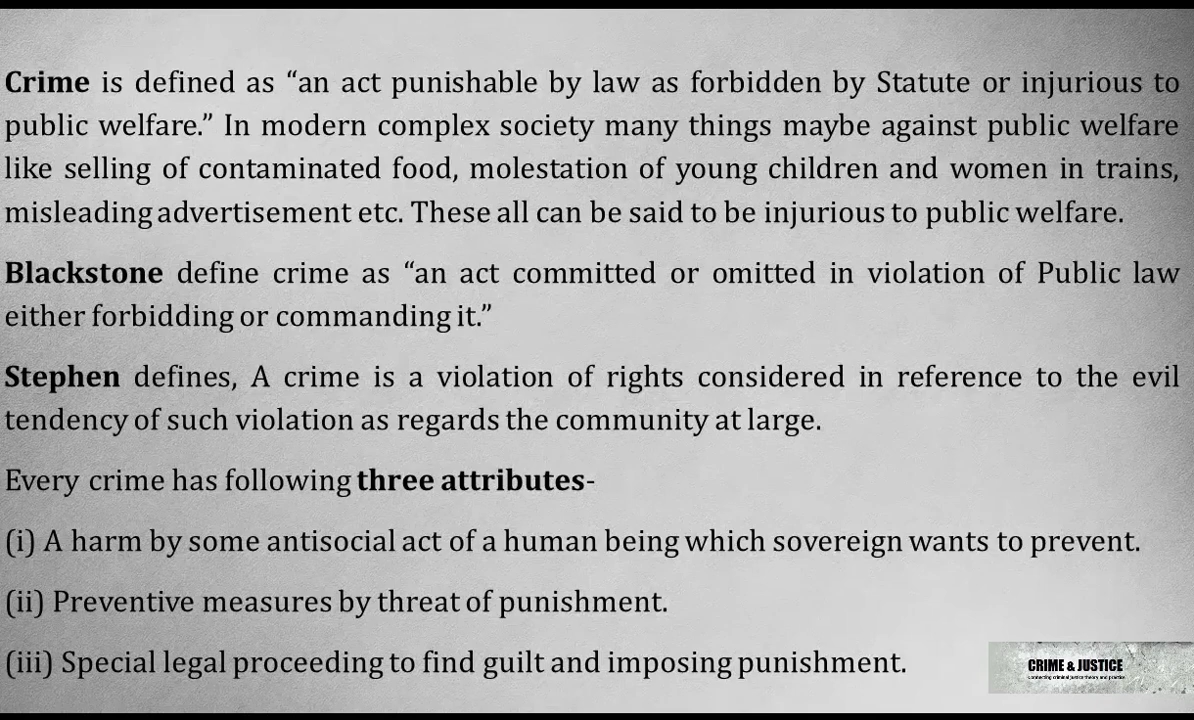 Crime is defined as “an act punishable by law as forbidden by Statute or injurious to
public welfare.” In modern complex society many things maybe against public welfare
like selling of contaminated food, molestation of young children and women in trains,
misleading advertisement etc. These all can be said to be injurious to public welfare.
Blackstone define crime as “an act committed or omitted in violation of Public law
either forbidding or commanding it.”
Stephen defines, A crime is a violation of rights considered in reference to the evil
tendency of such violation as regards the community at large.
Every crime has following three attributes-
(i) A harm by some antisocial act of a human being which sovereign wants to prevent.
(ii) Preventive measures by threat of punishment.
(iii) Special legal proceeding to find guilt and imposing punishment.
CRIME & JUSTICE
Connecting criminal justice theory and practice